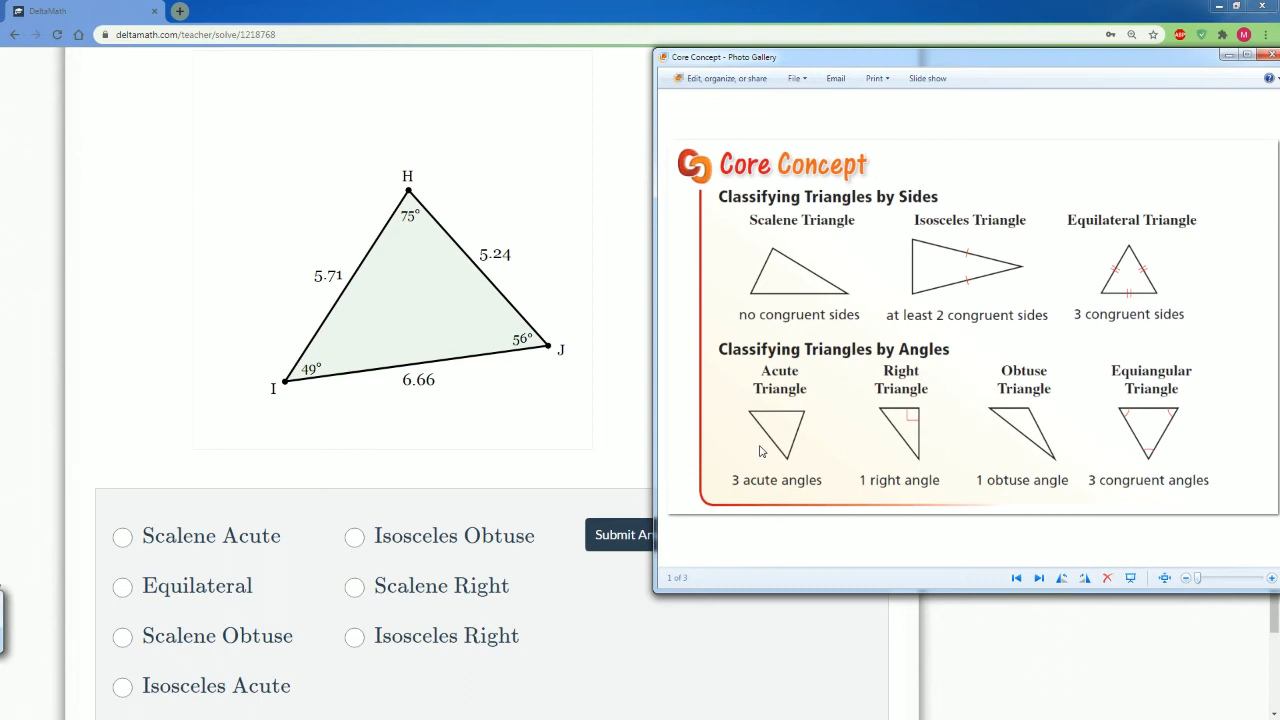 DeltaMath
deltamath.com/teacher/solve/1218768
ABP
M
H
75°
5.71
5.24
56°
J
49°
I
6.66
Scalene Acute
Isosceles Obtuse
Equilateral
Scalene Right
Scalene Obtuse
Isosceles Right
Isosceles Acute
Submit An
Core Concept - Photo Gallery
Edit, organize, or share File Email Print Slide show
Core Concept
Classifying Triangles by Sides
Scalene Triangle Isosceles Triangle Equilateral Triangle
no congruent sides at least 2 congruent sides 3 congruent sides
Classifying Triangles by Angles
Acute Right Obtuse Equiangular
Triangle Triangle Triangle Triangle
3 acute angles 1 right angle 1 obtuse angle 3 congruent angles
1 of 3